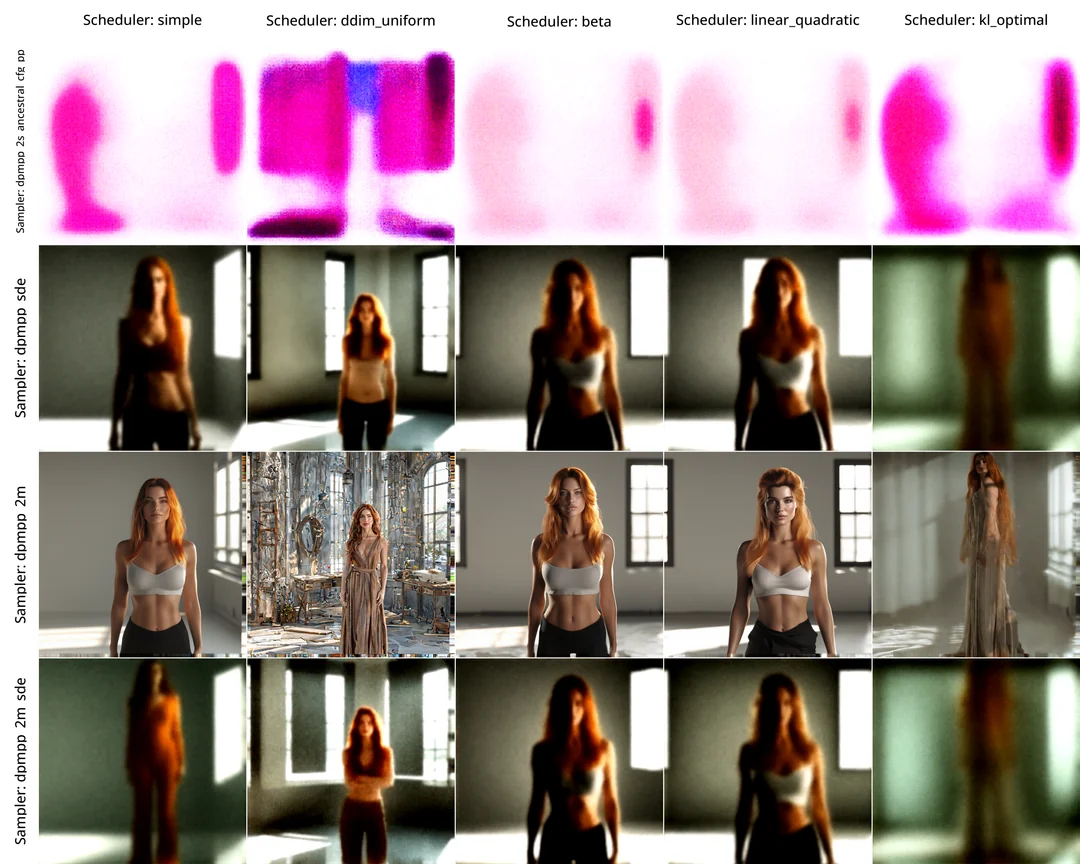 Scheduler: simple
Scheduler: ddim_uniform
Scheduler: beta
Scheduler: linear_quadratic
Scheduler: kl_optimal
Sampler: dpmpp_2s_ancestral_cfg_pp
Sampler: dpmpp_sde
Sampler: dpmpp_2m
Sampler: dpmpp_2m_sde